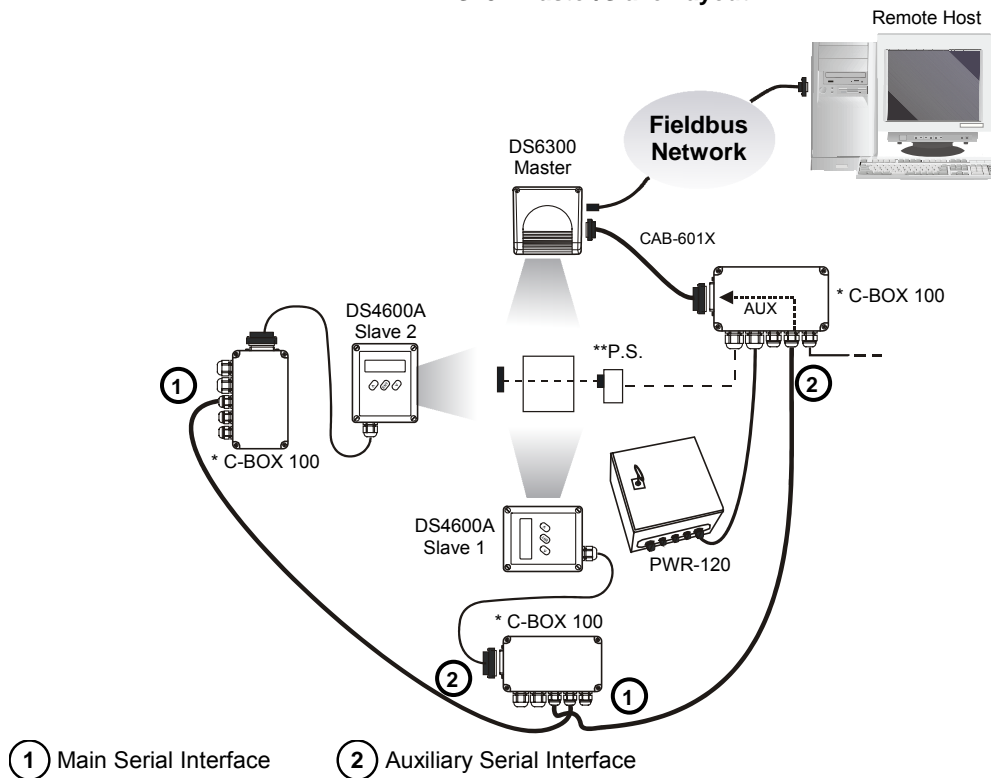 Remote Host
Fieldbus
Network
DS6300
Master
CAB-601X
* C-BOX 100
AUX
DS4600A
Slave 2
**P.S.
1
2
* C-BOX 100
DS4600A
Slave 1
PWR-120
* C-BOX 100
2
1
1 Main Serial Interface
2 Auxiliary Serial Interface